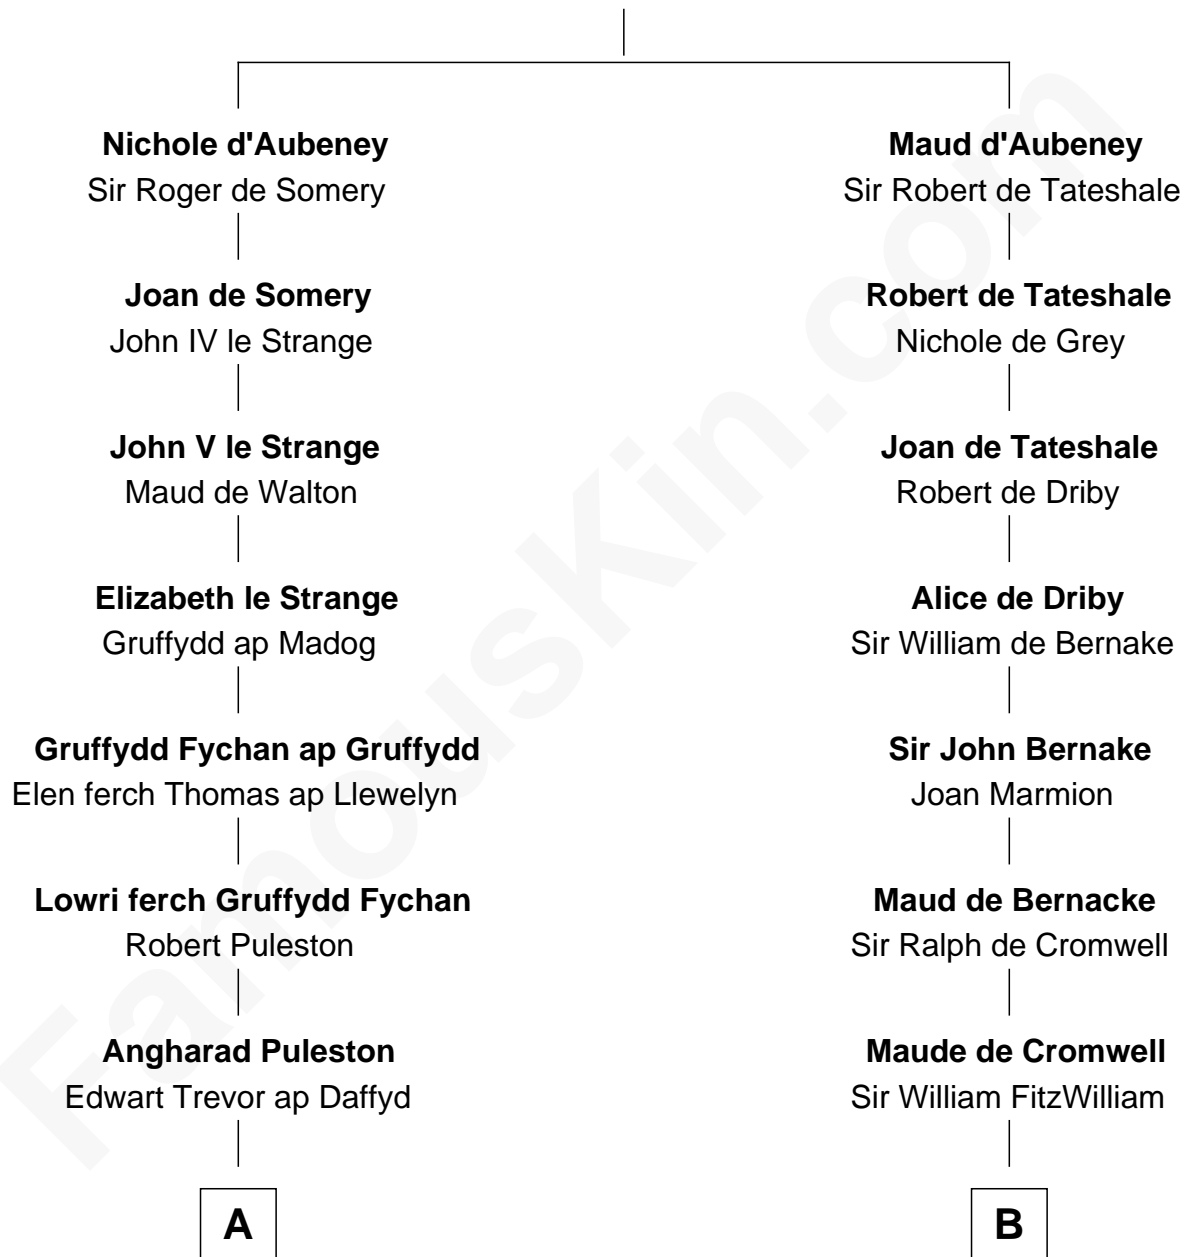 Nichole d'Aubeney
Sir Roger de Somery
Joan de Somery
John IV le Strange
John V le Strange
Maud de Walton
Elizabeth le Strange
Gruffydd ap Madog
Gruffydd Fychan ap Gruffydd
Elen ferch Thomas ap Llewelyn
Lowri ferch Gruffydd Fychan
Robert Puleston
Angharad Puleston
Edwart Trevor ap Daffyd
A
Maud d'Aubeney
Sir Robert de Tateshale
Robert de Tateshale
Nichole de Grey
Joan de Tateshale
Robert de Driby
Alice de Driby
Sir William de Bernake
Sir John Bernake
Joan Marmion
Maud de Bernacke
Sir Ralph de Cromwell
Maude de Cromwell
Sir William FitzWilliam
B
FamousKin.com